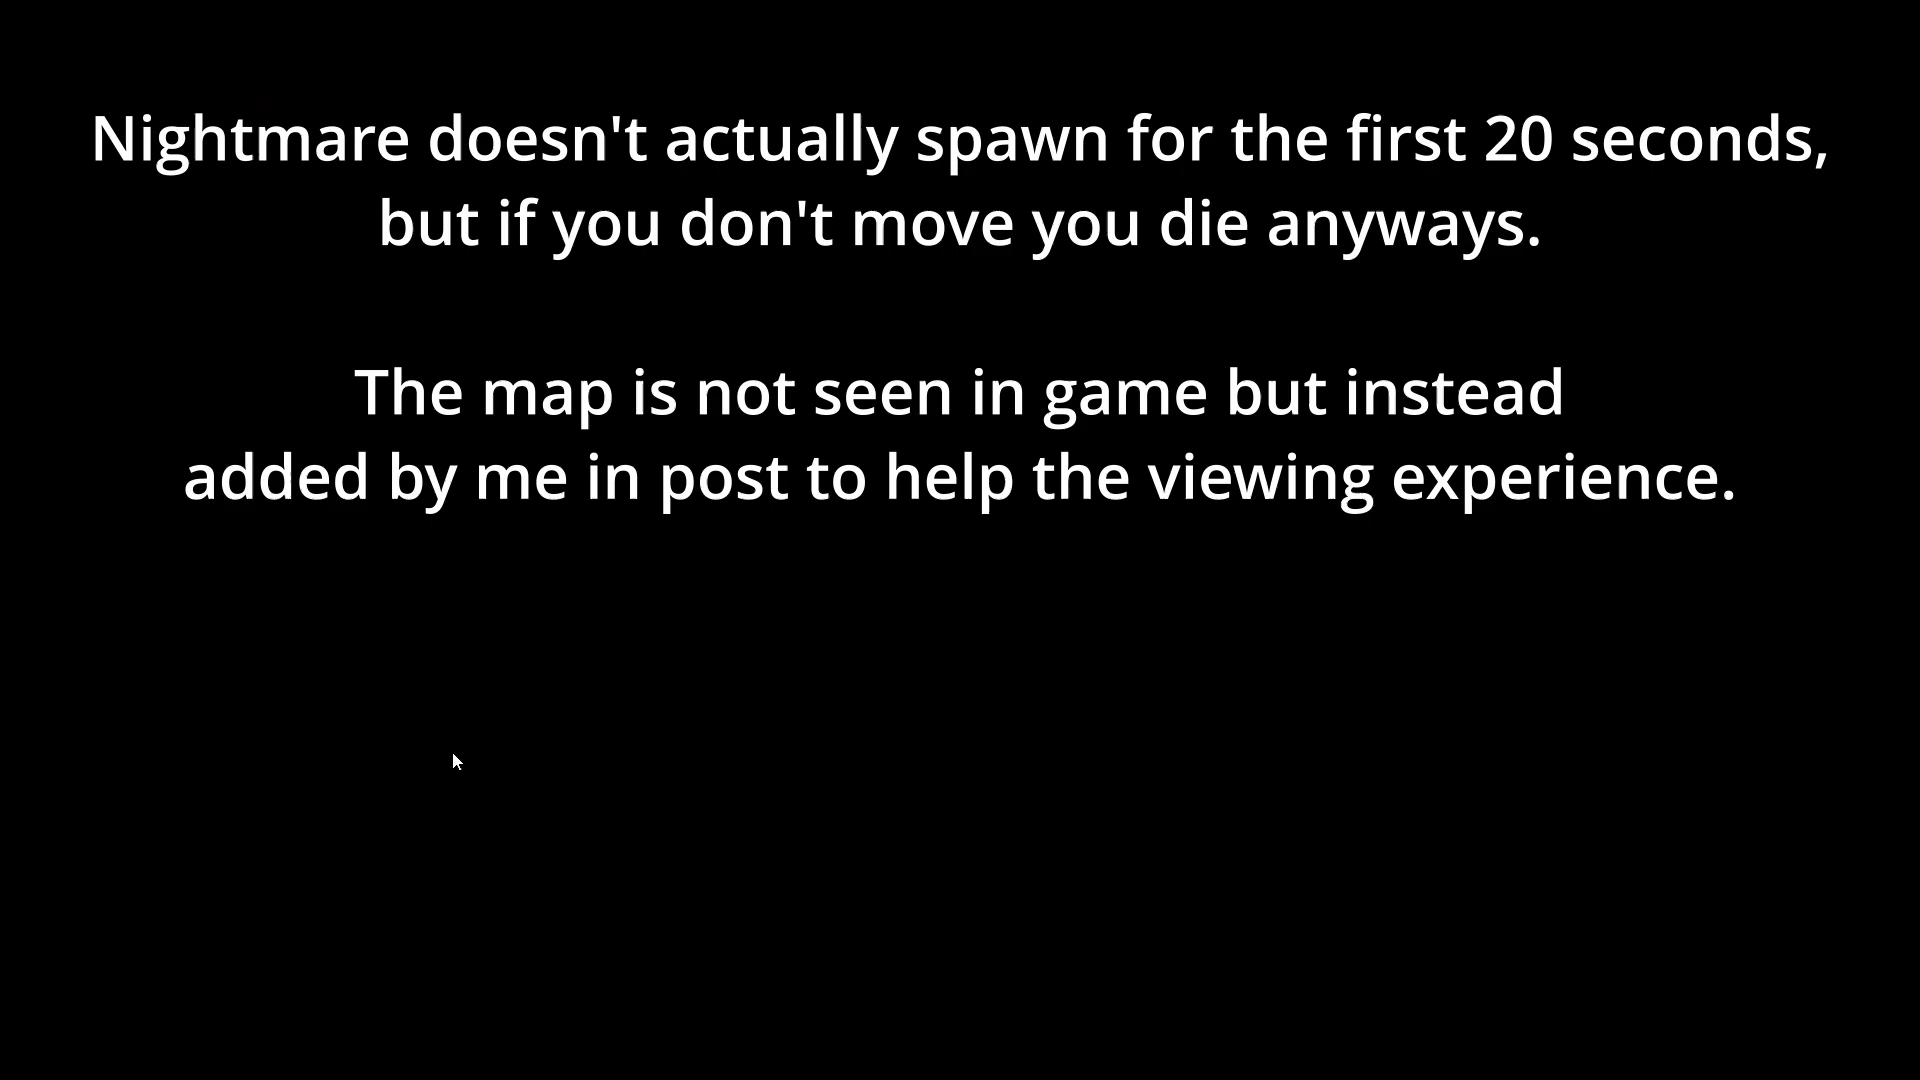 Nightmare doesn't actually spawn for the first 20 seconds,
but if you don't move you die anyways.
The map is not seen in game but instead
added by me in post to help the viewing experience.